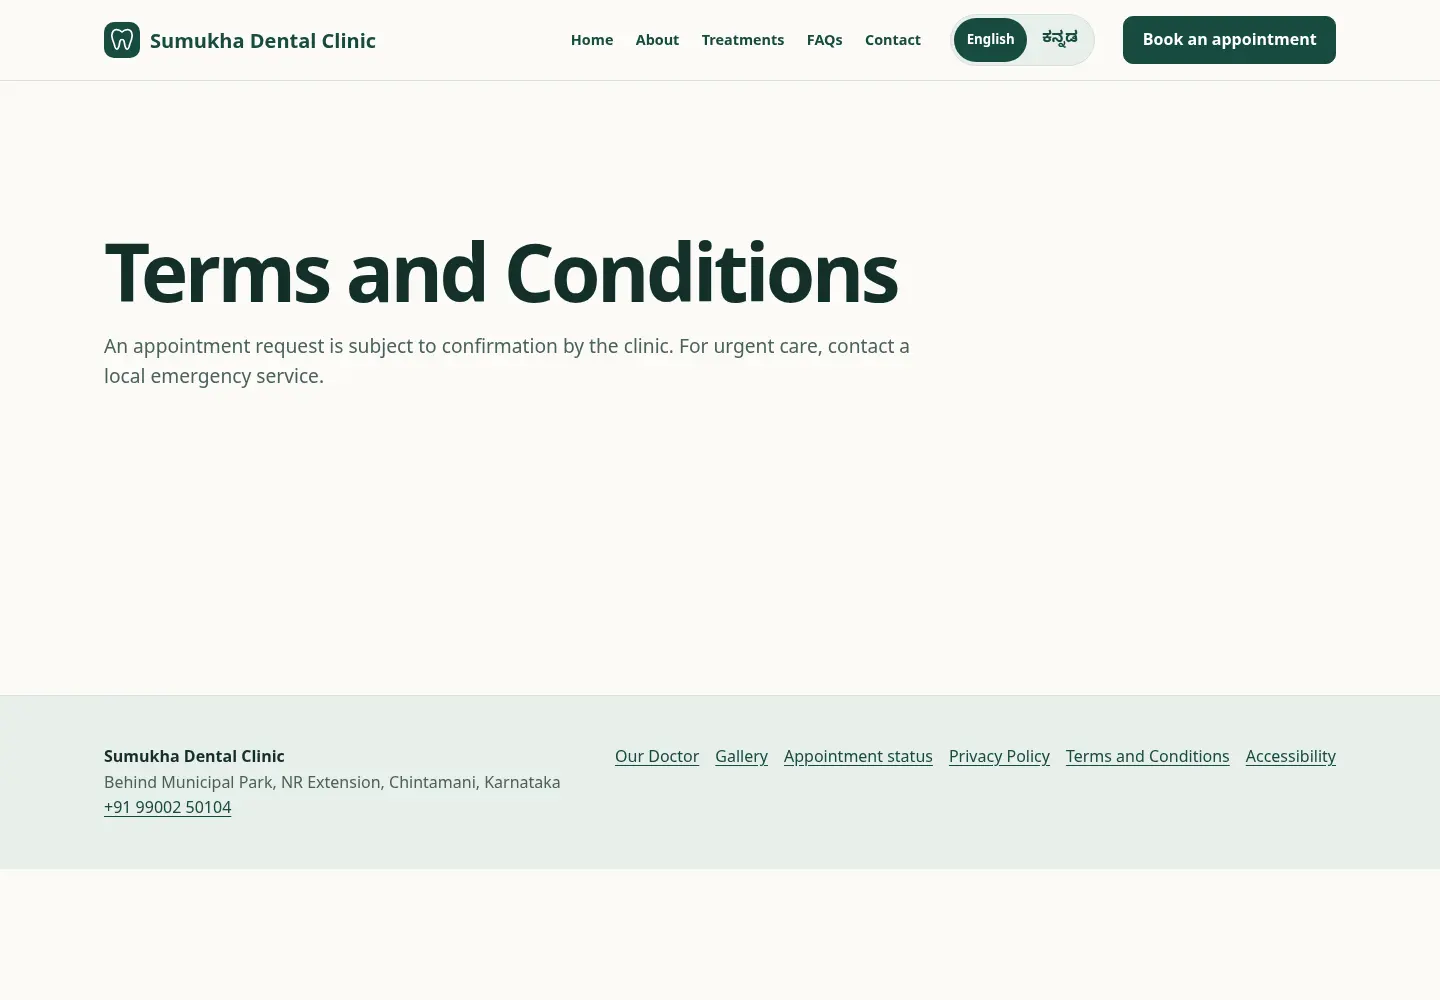 Sumukha Dental Clinic
Home About Treatments FAQs Contact English ಕನ್ನಡ Book an appointment
Terms and Conditions
An appointment request is subject to confirmation by the clinic. For urgent care, contact a
local emergency service.
Sumukha Dental Clinic
Behind Municipal Park, NR Extension, Chintamani, Karnataka
+91 99002 50104
Our Doctor Gallery Appointment status Privacy Policy Terms and Conditions Accessibility